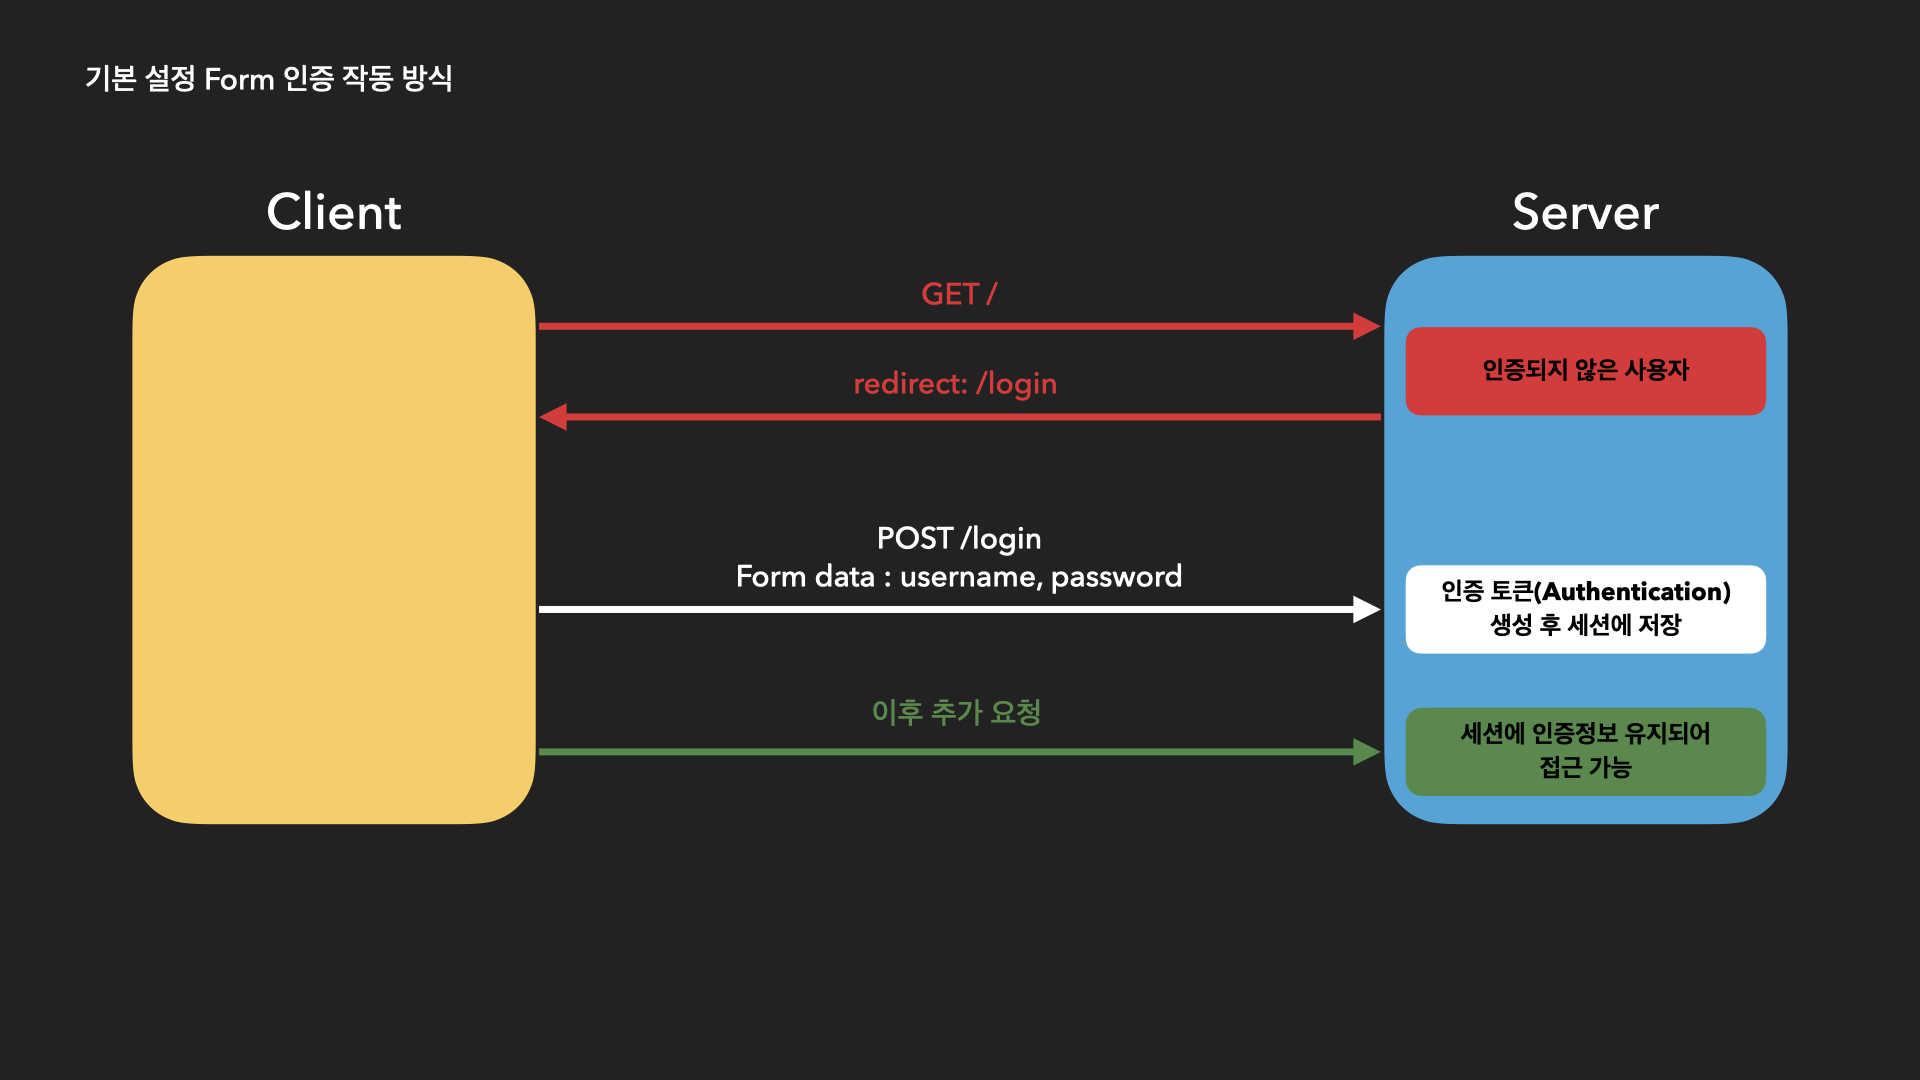 기본 설정 Form 인증 작동 방식
Client
Server
GET /
인증되지 않은 사용자
redirect: /login
POST /login
Form data : username, password
인증 토큰(Authentication)
생성 후 세션에 저장
이후 추가 요청
세션에 인증정보 유지되어
접근 가능